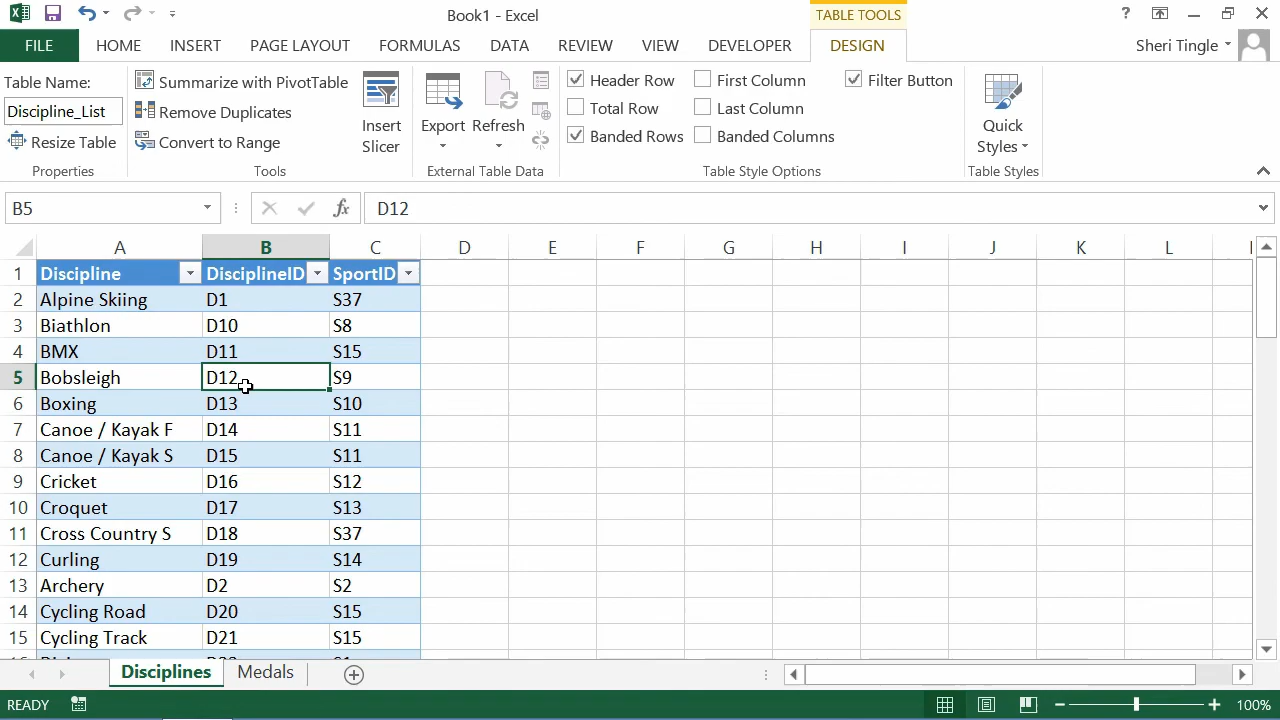 Book1 - Excel
TABLE TOOLS
?
FILE
HOME
INSERT
PAGE LAYOUT
FORMULAS
DATA
REVIEW
VIEW
DEVELOPER
DESIGN
Sheri Tingle
Table Name:
Discipline_List
Resize Table
Properties
Summarize with PivotTable
Remove Duplicates
Convert to Range
Tools
Insert
Slicer
Export
Refresh
External Table Data
Header Row
Total Row
Banded Rows
First Column
Last Column
Banded Columns
Filter Button
Table Style Options
Quick
Styles
Table Styles
B5
fx
D12
A B C D E F G H I J K L
1 Discipline DisciplineID SportID
2 Alpine Skiing D1 S37
3 Biathlon D10 S8
4 BMX D11 S15
5 Bobsleigh D12 S9
6 Boxing D13 S10
7 Canoe / Kayak F D14 S11
8 Canoe / Kayak S D15 S11
9 Cricket D16 S12
10 Croquet D17 S13
11 Cross Country S D18 S37
12 Curling D19 S14
13 Archery D2 S2
14 Cycling Road D20 S15
15 Cycling Track D21 S15
Disciplines
Medals
READY
100%